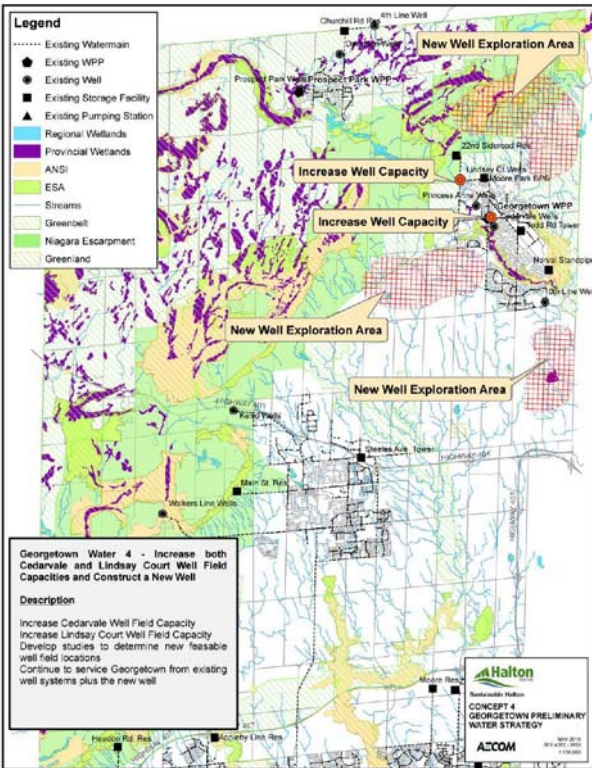 Legend
Existing Watermain
Existing WPP
Existing Well
Existing Storage Facility
Existing Pumping Station
Regional Wetlands
Provincial Wetlands
ANSI
ESA
Streams
Greenbelt
Niagara Escarpment
Greenland
4th Line Well
Churchill Rd Res
Prospect Park Wells
Prospect Park WPP
New Well Exploration Area
22nd Sideroad Res
Increase Well Capacity
Lindsay Ct Wells
Moore Park BPS
Princess Anne Wells
Increase Well Capacity
Georgetown WPP
Cedarvale Wells
Todd Rd Tower
Norval Standpipe
Line Well
New Well Exploration Area
New Well Exploration Area
HIGHWAY 401
Kelso Wells
Steeles Ave. Tower
HIGHWAY 401
HIGHWAY 407
Main St. Res
Walkers Line Wells
Georgetown Water 4 - Increase both
Cedarvale and Lindsay Court Well Field
Capacities and Construct a New Well
Description
Increase Cedarvale Well Field Capacity
Increase Lindsay Court Well Field Capacity
Develop studies to determine new feasable
well field locations
Continue to service Georgetown from existing
well systems plus the new well
Moore Res
Appleby Line Res
Halton
Sustainable Halton
CONCEPT 4
GEORGETOWN PRELIMINARY
WATER STRATEGY
AECOM